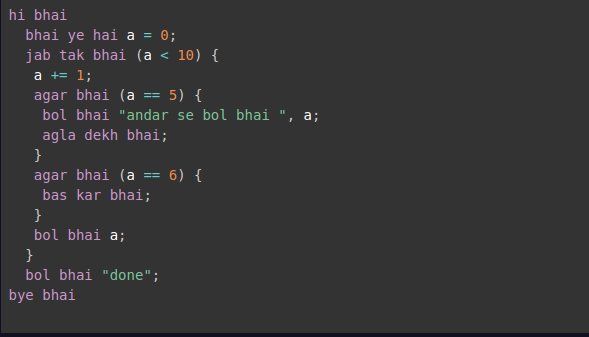 hi bhai
bhai ye hai a = 0;
jab tak bhai (a < 10) {
a += 1;
agar bhai (a == 5) {
bol bhai "andar se bol bhai ", a;
agla dekh bhai;
}
agar bhai (a == 6) {
bas kar bhai;
}
bol bhai a;
}
bol bhai "done";
bye bhai